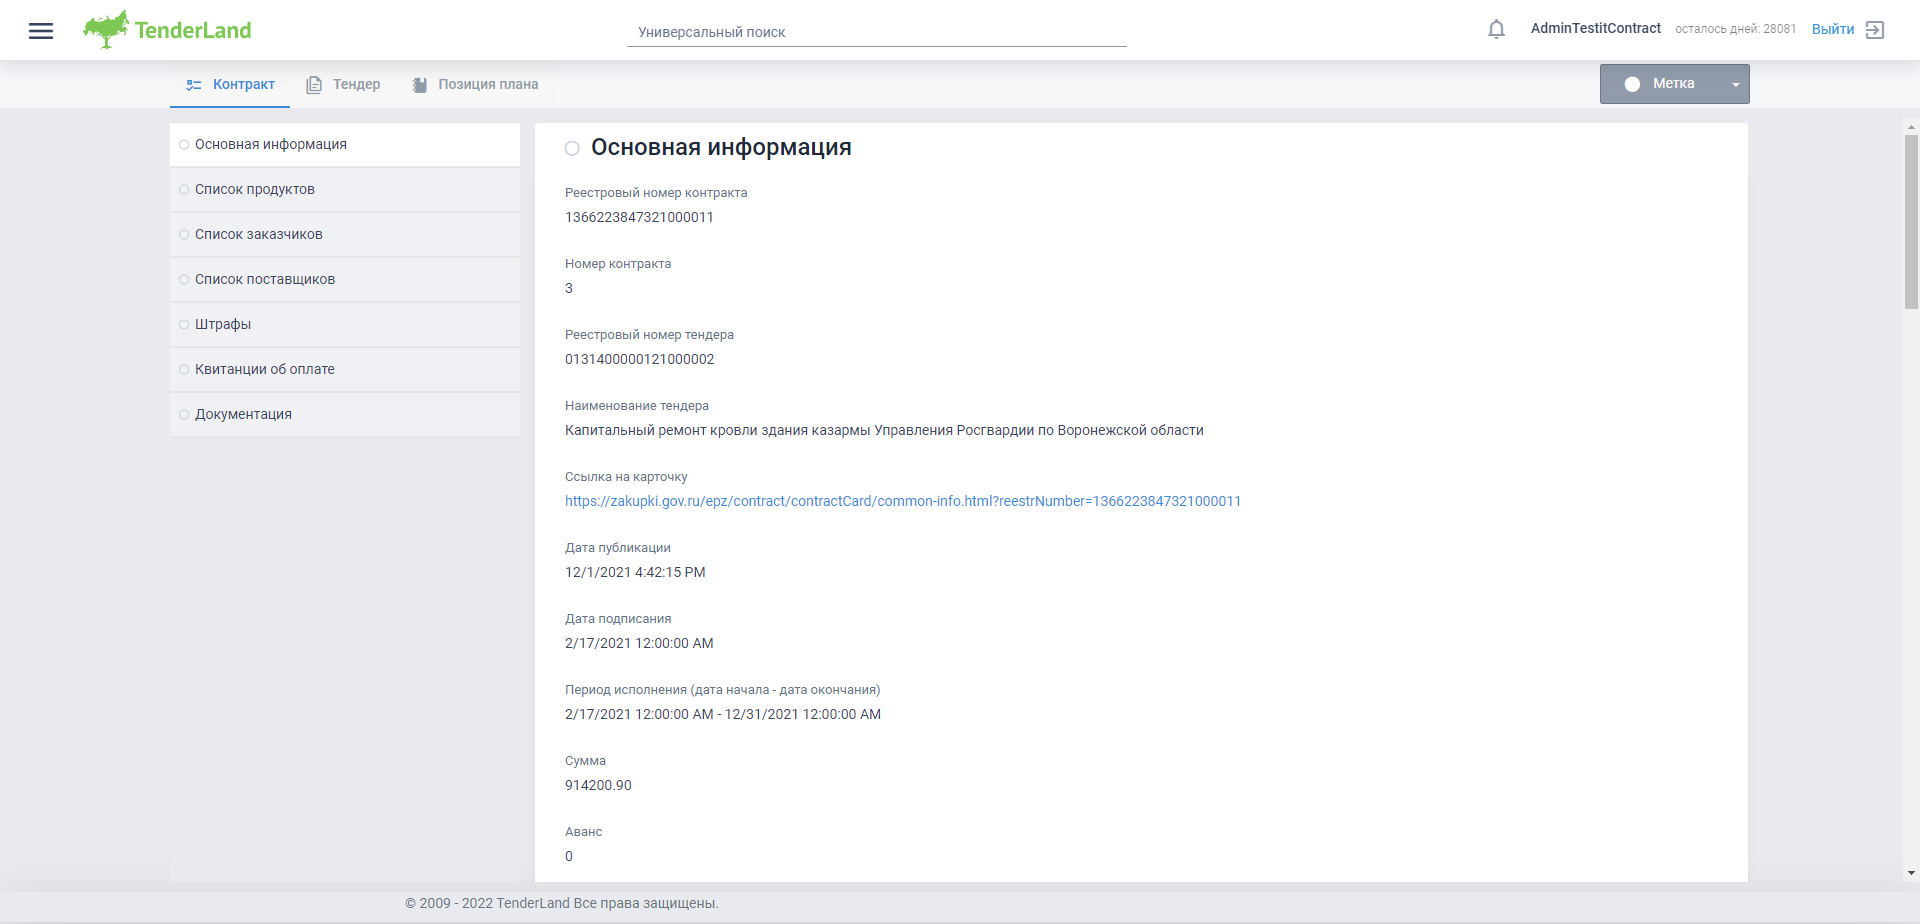 TenderLand
Универсальный поиск
AdminTestitContract осталось дней: 28081 Выйти
Контракт Тендер Позиция плана
Метка
Основная информация
Список продуктов
Список заказчиков
Список поставщиков
Штрафы
Квитанции об оплате
Документация
Основная информация
Реестровый номер контракта
1366223847321000011
Номер контракта
3
Реестровый номер тендера
0131400000121000002
Наименование тендера
Капитальный ремонт кровли здания казармы Управления Росгвардии по Воронежской области
Ссылка на карточку
https://zakupki.gov.ru/epz/contract/contractCard/common-info.html?reestrNumber=1366223847321000011
Дата публикации
12/1/2021 4:42:15 PM
Дата подписания
2/17/2021 12:00:00 AM
Период исполнения (дата начала - дата окончания)
2/17/2021 12:00:00 AM - 12/31/2021 12:00:00 AM
Сумма
914200.90
Аванс
0
© 2009 - 2022 TenderLand Все права защищены.